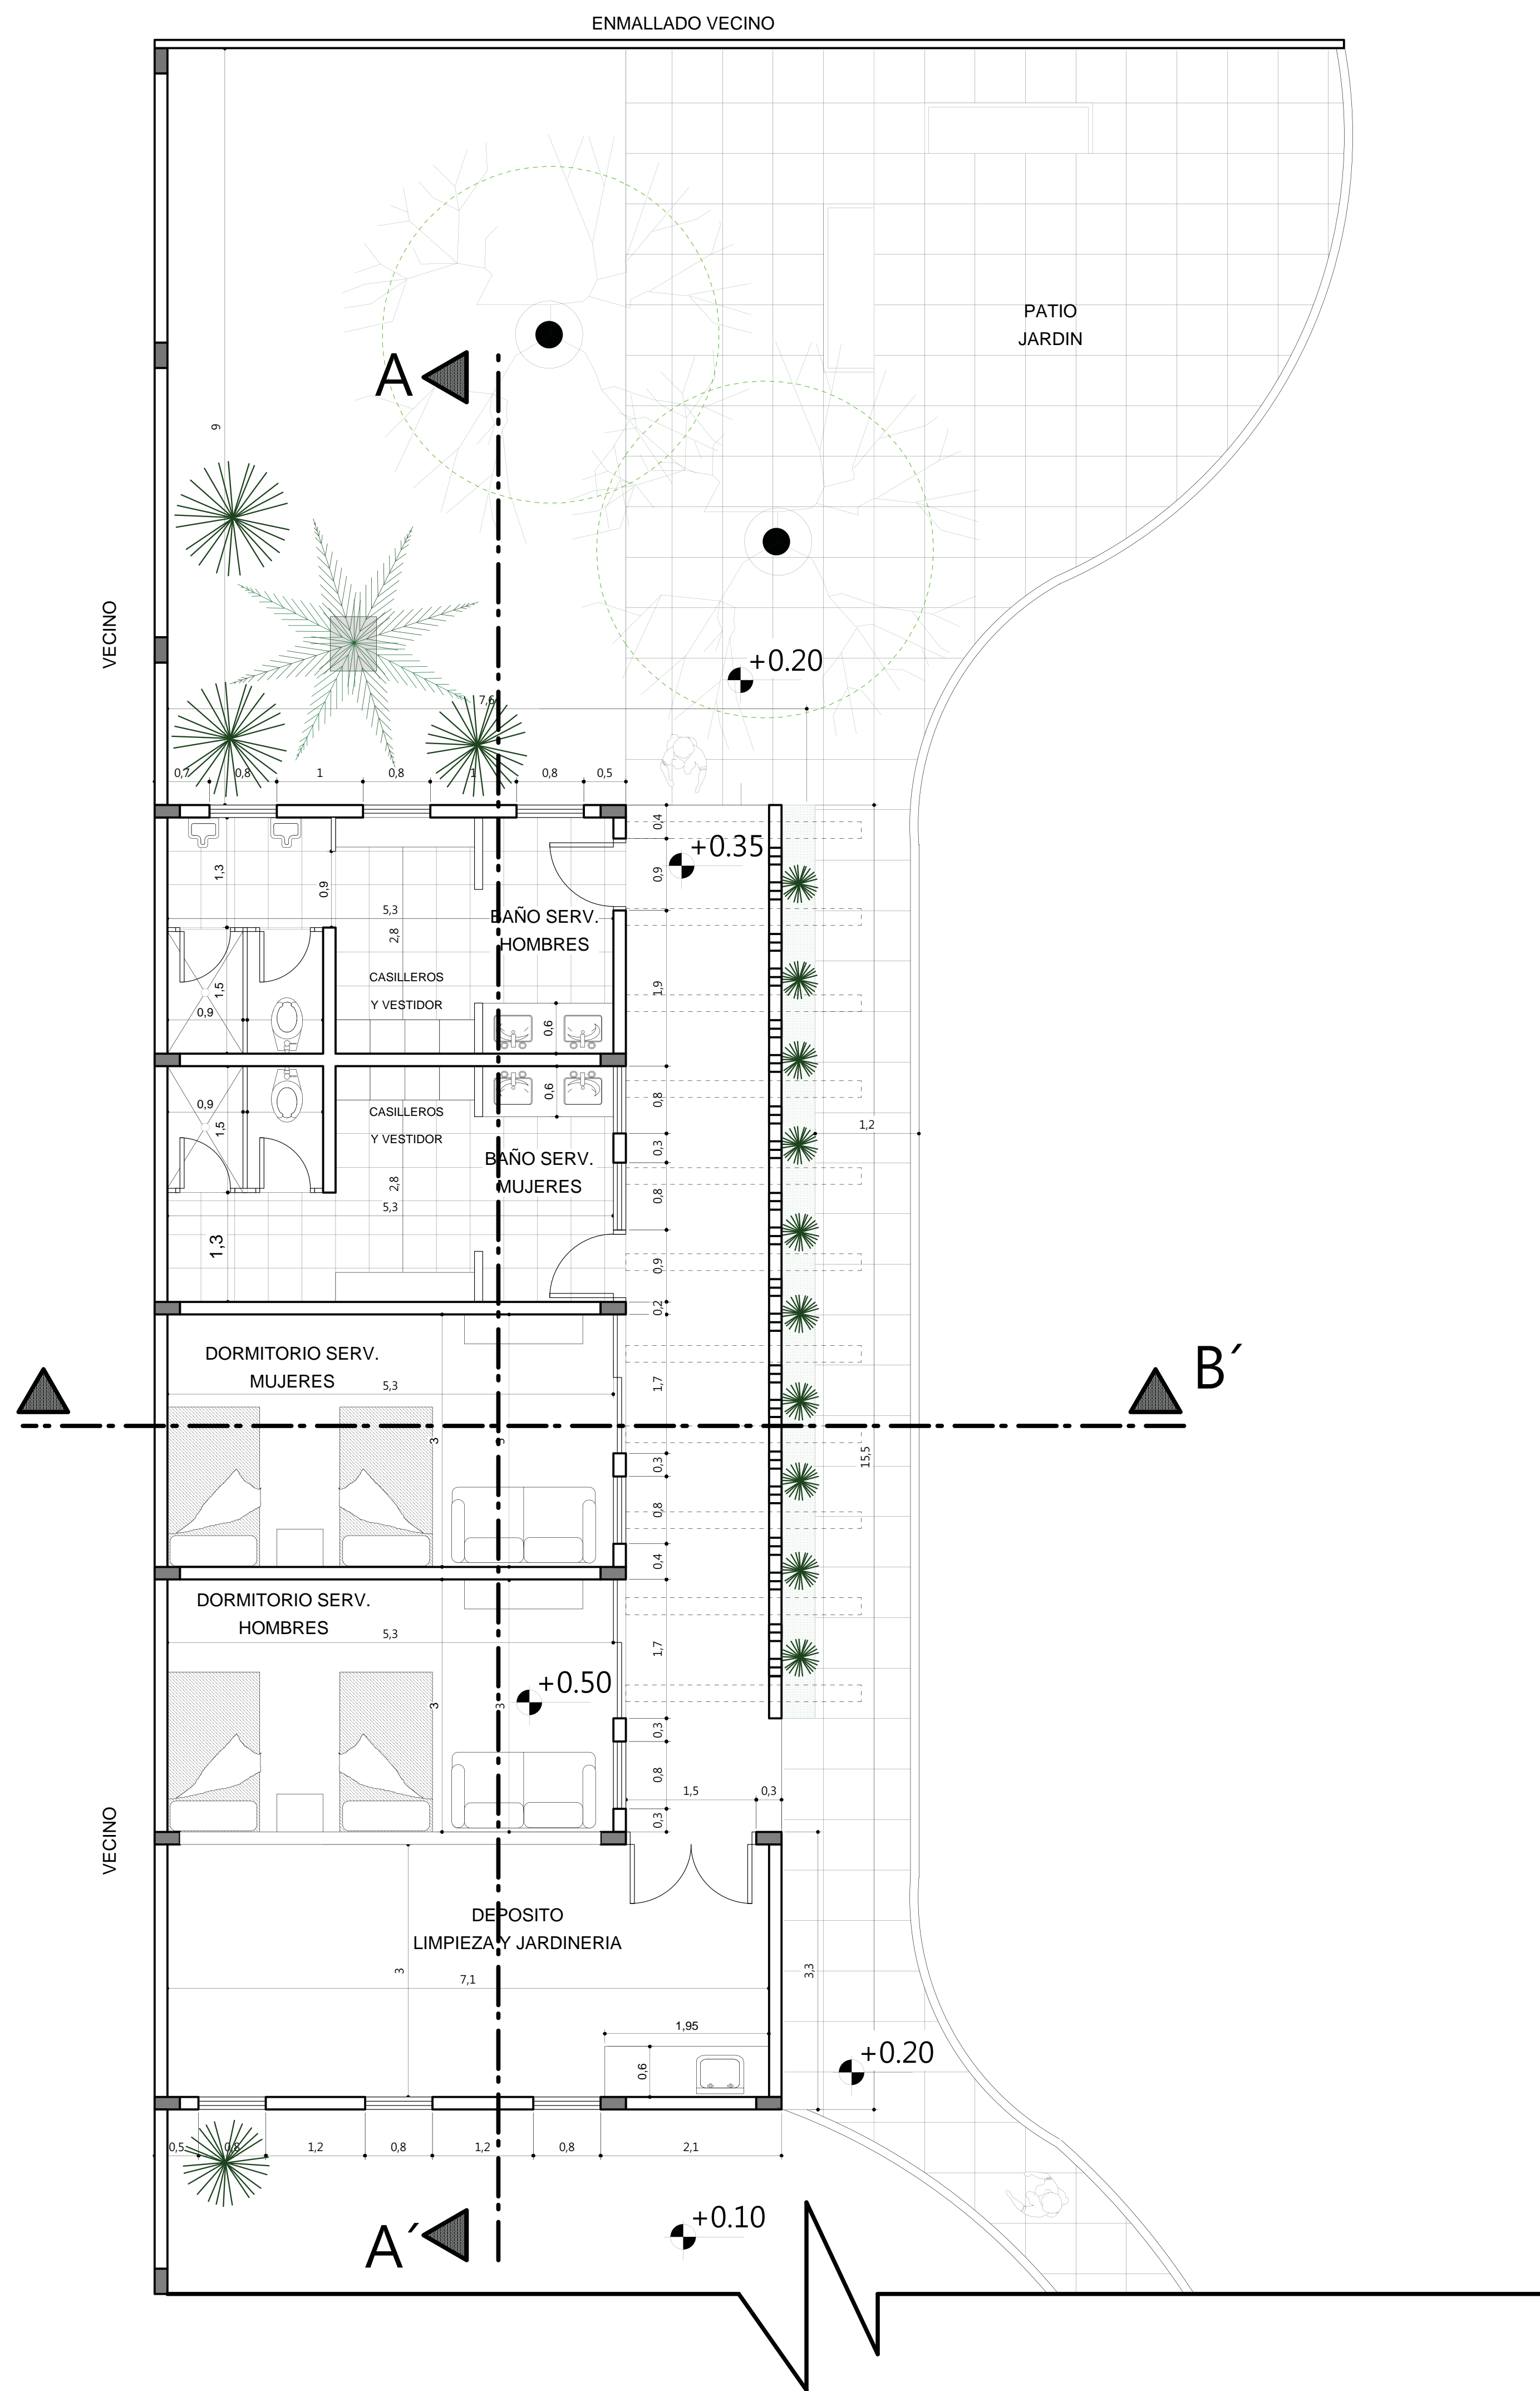 ENMALLADO VECINO
PATIO
JARDIN
A
9
VECINO
+0.20
7,6
0,7
0,8
1
0,8
1
0,8
0,5
0,4
+0.35
1,3
0,9
0,9
5,3
BAÑO SERV.
HOMBRES
2,8
CASILLEROS
Y VESTIDOR
1,5
0,9
1,9
0,6
0,6
0,9
CASILLEROS
Y VESTIDOR
1,5
0,8
1,2
0,3
BAÑO SERV.
MUJERES
2,8
0,8
5,3
1,3
0,9
0,2
DORMITORIO SERV.
MUJERES
5,3
1,7
B´
3
3
15,5
0,3
0,8
0,4
DORMITORIO SERV.
HOMBRES
5,3
1,7
+0.50
3
3
0,3
0,8
1,5
0,3
0,3
VECINO
DEPOSITO
LIMPIEZA Y JARDINERIA
3
7,1
3,3
1,95
0,6
+0.20
0,5
0,8
1,2
0,8
1,2
0,8
2,1
A´
+0.10